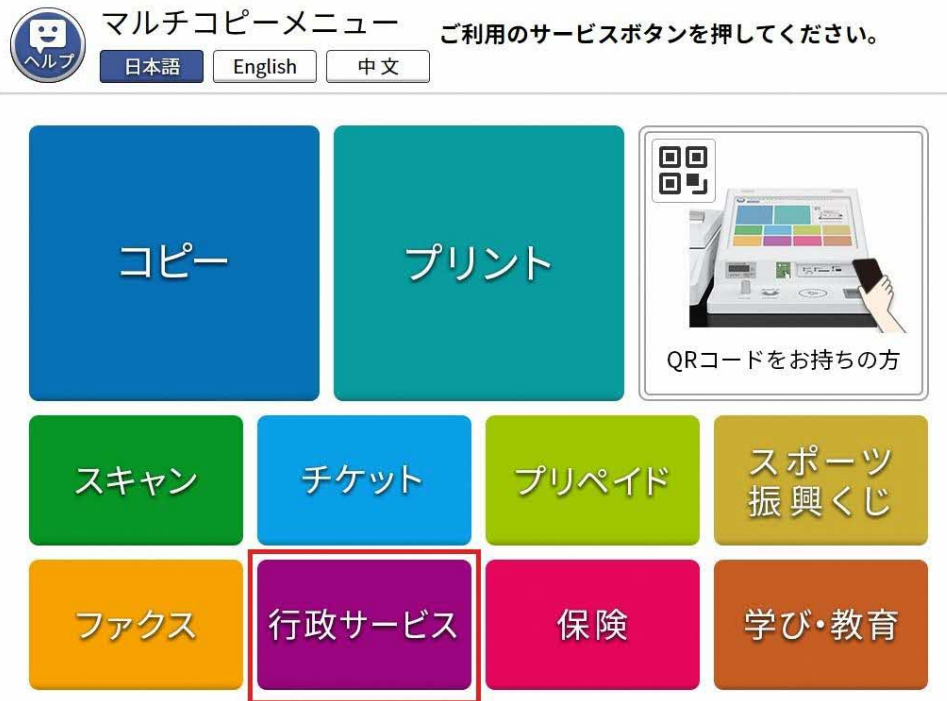 マルチコピーメニュー
ご利用のサービスボタンを押してください。
ヘルプ
日本語
English
中文
コピー
プリント
QRコードをお持ちの方
スキャン
チケット
プリペイド
スポーツ
振興くじ
ファクス
行政サービス
保険
学び・教育